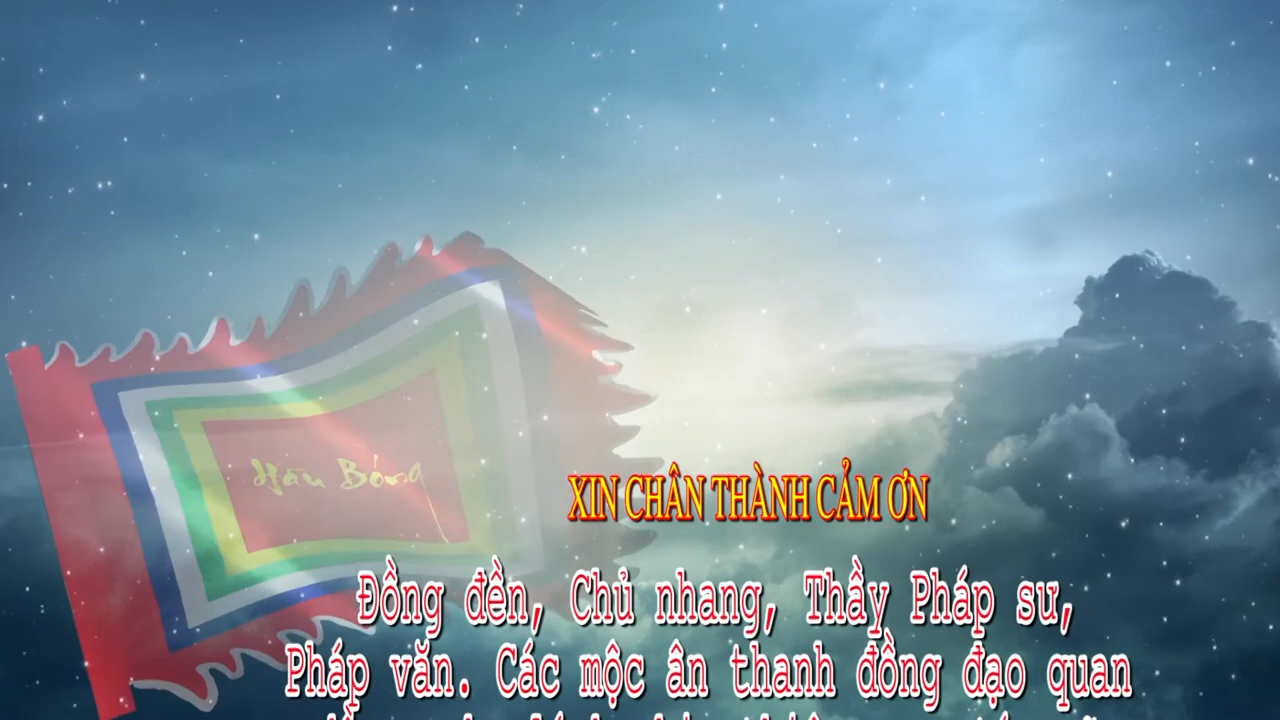 Hầu Bóng
XIN CHÂN THÀNH CẢM ƠN
Đồng đền, Chủ nhang, Thầy Pháp sư,
Pháp văn. Các mộc ân thanh đồng đạo quan